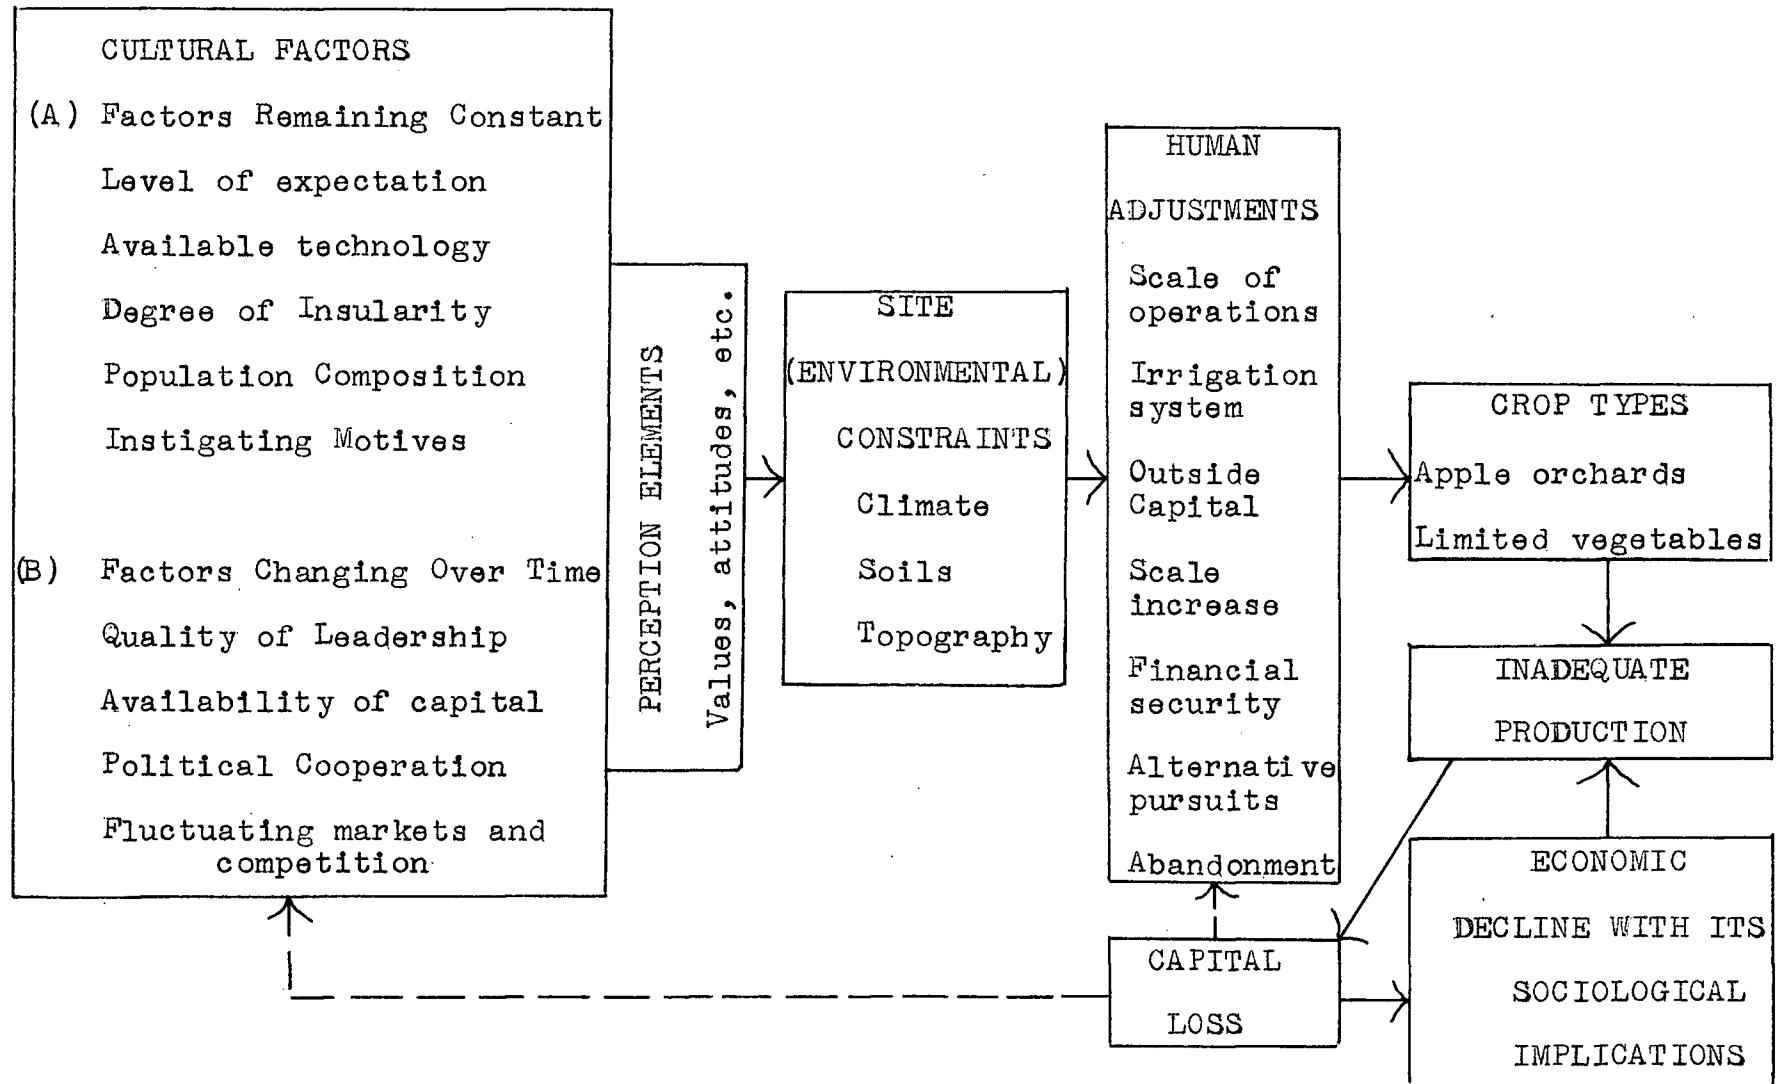 CULTURAL FACTORS
(A) Factors Remaining Constant
Level of expectation
Available technology
Degree of Insularity
Population Composition
Instigating Motives
(B) Factors Changing Over Time
Quality of Leadership
Availability of capital
Political Cooperation
Fluctuating markets and
competition
PERCEPTION ELEMENTS
Values, attitudes, etc.
SITE
(ENVIRONMENTAL)
CONSTRAINTS
Climate
Soils
Topography
HUMAN
ADJUSTMENTS
Scale of
operations
Irrigation
system
Outside
Capital
Scale
increase
Financial
security
Alternative
pursuits
Abandonment
CROP TYPES
Apple orchards
Limited vegetables
INADEQUATE
PRODUCTION
CAPITAL
LOSS
ECONOMIC
DECLINE WITH ITS
SOCIOLOGICAL
IMPLICATIONS